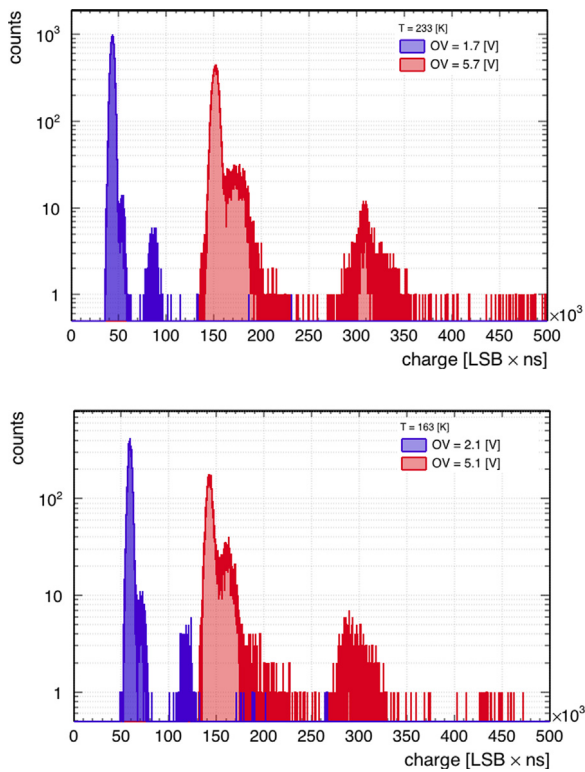 counts
10³
10²
10
1
T = 233 [K]
OV = 1.7 [V]
OV = 5.7 [V]
0 50 100 150 200 250 300 350 400 450 500
×10³
charge [LSB × ns]
counts
10²
10
1
T = 163 [K]
OV = 2.1 [V]
OV = 5.1 [V]
0 50 100 150 200 250 300 350 400 450 500
×10³
charge [LSB × ns]